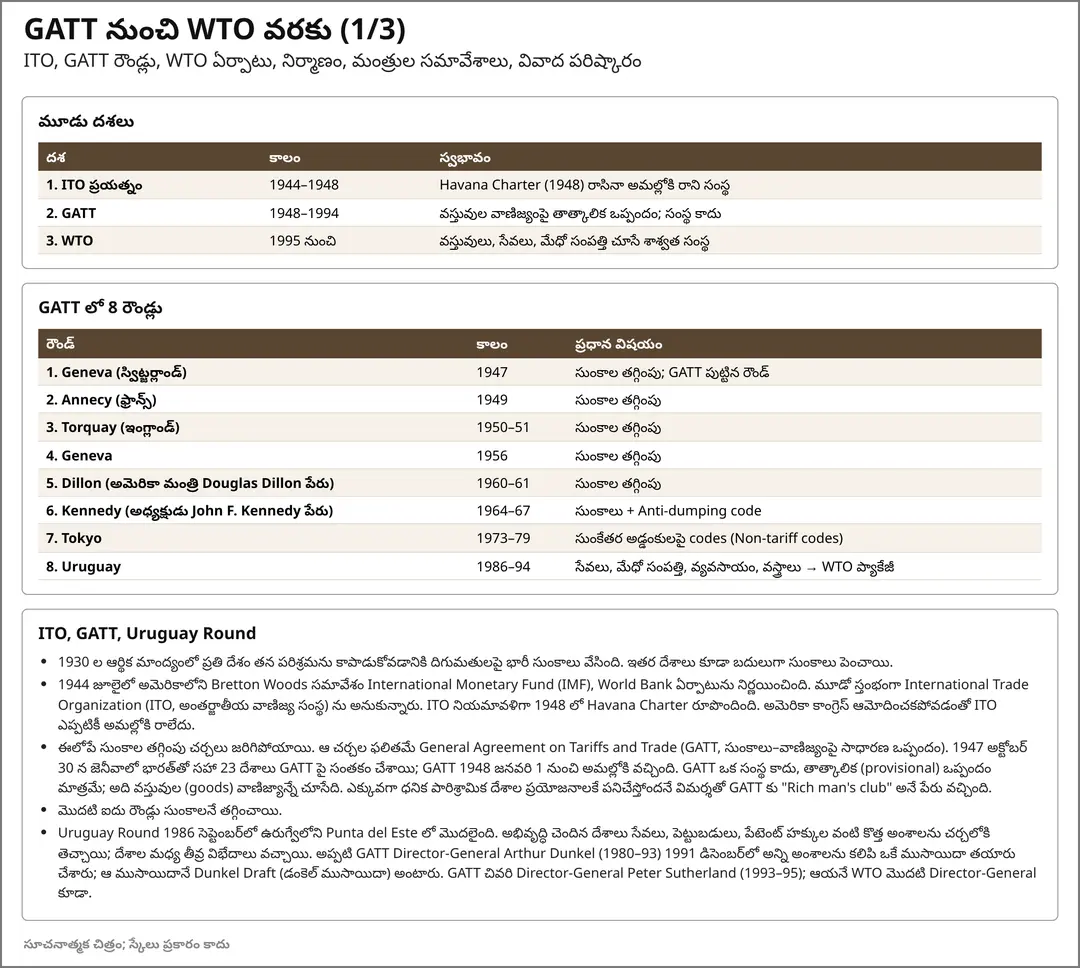 GATT నుంచి WTO వరకు (1/3)
ITO, GATT రౌండ్లు, WTO ఏర్పాటు, నిర్మాణం, మంత్రుల సమావేశాలు, వివాద పరిష్కారం
మూడు దశలు
దశ కాలం స్వభావం
1. ITO ప్రయత్నం 1944–1948 Havana Charter (1948) రాసినా అమల్లోకి రాని సంస్థ
2. GATT 1948–1994 వస్తువుల వాణిజ్యంపై తాత్కాలిక ఒప్పందం; సంస్థ కాదు
3. WTO 1995 నుంచి వస్తువులు, సేవలు, మేధో సంపత్తి చూసే శాశ్వత సంస్థ
GATT లో 8 రౌండ్లు
రౌండ్ కాలం ప్రధాన విషయం
1. Geneva (స్విట్జర్లాండ్) 1947 సుంకాల తగ్గింపు; GATT పుట్టిన రౌండ్
2. Annecy (ఫ్రాన్స్) 1949 సుంకాల తగ్గింపు
3. Torquay (ఇంగ్లాండ్) 1950–51 సుంకాల తగ్గింపు
4. Geneva 1956 సుంకాల తగ్గింపు
5. Dillon (అమెరికా మంత్రి Douglas Dillon పేరు) 1960–61 సుంకాల తగ్గింపు
6. Kennedy (అధ్యక్షుడు John F. Kennedy పేరు) 1964–67 సుంకాలు + Anti-dumping code
7. Tokyo 1973–79 సుంకేతర అడ్డంకులపై codes (Non-tariff codes)
8. Uruguay 1986–94 సేవలు, మేధో సంపత్తి, వ్యవసాయం, వస్త్రాలు → WTO ప్యాకేజీ
ITO, GATT, Uruguay Round
• 1930 ల ఆర్థిక మాంద్యంలో ప్రతి దేశం తన పరిశ్రమను కాపాడుకోవడానికి దిగుమతులపై భారీ సుంకాలు వేసింది. ఇతర దేశాలు కూడా బదులుగా సుంకాలు పెంచాయి.
• 1944 జూలైలో అమెరికాలోని Bretton Woods సమావేశం International Monetary Fund (IMF), World Bank ఏర్పాటును నిర్ణయించింది. మూడో స్తంభంగా International Trade
Organization (ITO, అంతర్జాతీయ వాణిజ్య సంస్థ) ను అనుకున్నారు. ITO నియమావళిగా 1948 లో Havana Charter రూపొందింది. అమెరికా కాంగ్రెస్ ఆమోదించకపోవడంతో ITO
ఎప్పటికీ అమల్లోకి రాలేదు.
• ఈలోపే సుంకాల తగ్గింపు చర్చలు జరిగిపోయాయి. ఆ చర్చల ఫలితమే General Agreement on Tariffs and Trade (GATT, సుంకాలు–వాణిజ్యంపై సాధారణ ఒప్పందం). 1947 అక్టోబర్
30 న జెనీవాలో భారత్‌తో సహా 23 దేశాలు GATT పై సంతకం చేశాయి; GATT 1948 జనవరి 1 నుంచి అమల్లోకి వచ్చింది. GATT ఒక సంస్థ కాదు, తాత్కాలిక (provisional) ఒప్పందం
మాత్రమే; అది వస్తువుల (goods) వాణిజ్యాన్నే చూసేది. ఎక్కువగా ధనిక పారిశ్రామిక దేశాల ప్రయోజనాలకే పనిచేస్తోందనే విమర్శతో GATT కు "Rich man's club" అనే పేరు వచ్చింది.
• మొదటి ఐదు రౌండ్లు సుంకాలనే తగ్గించాయి.
• Uruguay Round 1986 సెప్టెంబర్‌లో ఉరుగ్వేలోని Punta del Este లో మొదలైంది. అభివృద్ధి చెందిన దేశాలు సేవలు, పెట్టుబడులు, పేటెంట్ హక్కుల వంటి కొత్త అంశాలను చర్చలోకి
తెచ్చాయి; దేశాల మధ్య తీవ్ర విభేదాలు వచ్చాయి. అప్పటి GATT Director-General Arthur Dunkel (1980–93) 1991 డిసెంబర్‌లో అన్ని అంశాలను కలిపి ఒకే ముసాయిదా తయారు
చేశారు; ఆ ముసాయిదానే Dunkel Draft (డంకెల్ ముసాయిదా) అంటారు. GATT చివరి Director-General Peter Sutherland (1993–95); ఆయనే WTO మొదటి Director-General
కూడా.
సూచనాత్మక చిత్రం; స్కేలు ప్రకారం కాదు